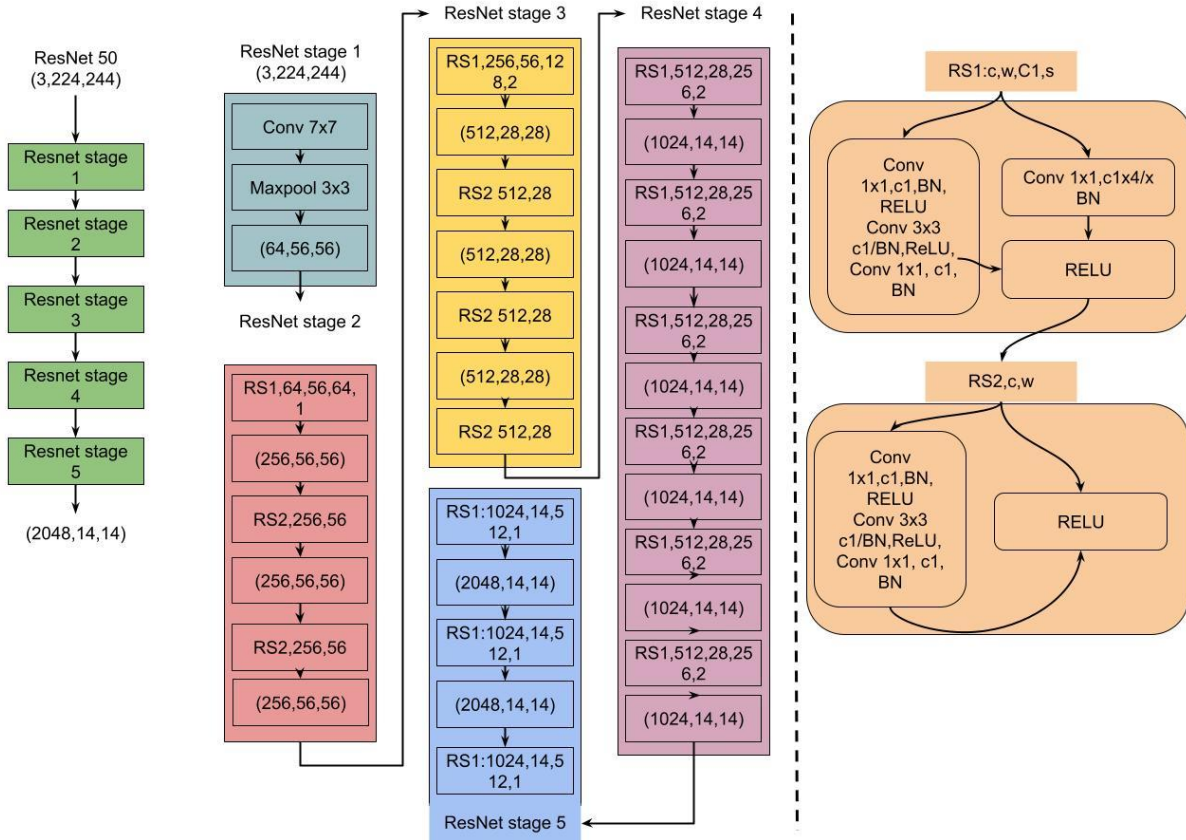 ResNet 50
(3,224,244)
Resnet stage
1
Resnet stage
2
Resnet stage
3
Resnet stage
4
Resnet stage
5
(2048,14,14)
ResNet stage 1
(3,224,244)
Conv 7x7
Maxpool 3x3
(64,56,56)
ResNet stage 2
RS1,64,56,64,
1
(256,56,56)
RS2,256,56
(256,56,56)
RS2,256,56
(256,56,56)
ResNet stage 3
RS1,256,56,12
8,2
(512,28,28)
RS2 512,28
(512,28,28)
RS2 512,28
(512,28,28)
RS2 512,28
ResNet stage 4
RS1,512,28,25
6,2
(1024,14,14)
RS1,512,28,25
6,2
(1024,14,14)
RS1,512,28,25
6,2
(1024,14,14)
RS1,512,28,25
6,2
(1024,14,14)
RS1,512,28,25
6,2
(1024,14,14)
RS1,512,28,25
6,2
(1024,14,14)
RS1:1024,14,5
12,1
(2048,14,14)
RS1:1024,14,5
12,1
(2048,14,14)
RS1:1024,14,5
12,1
ResNet stage 5
RS1:c,w,C1,s
Conv
1x1,c1,BN,
RELU
Conv 3x3
c1/BN,ReLU,
Conv 1x1, c1,
BN
Conv 1x1,c1x4/x
BN
RELU
RS2,c,w
Conv
1x1,c1,BN,
RELU
Conv 3x3
c1/BN,ReLU,
Conv 1x1, c1,
BN
RELU